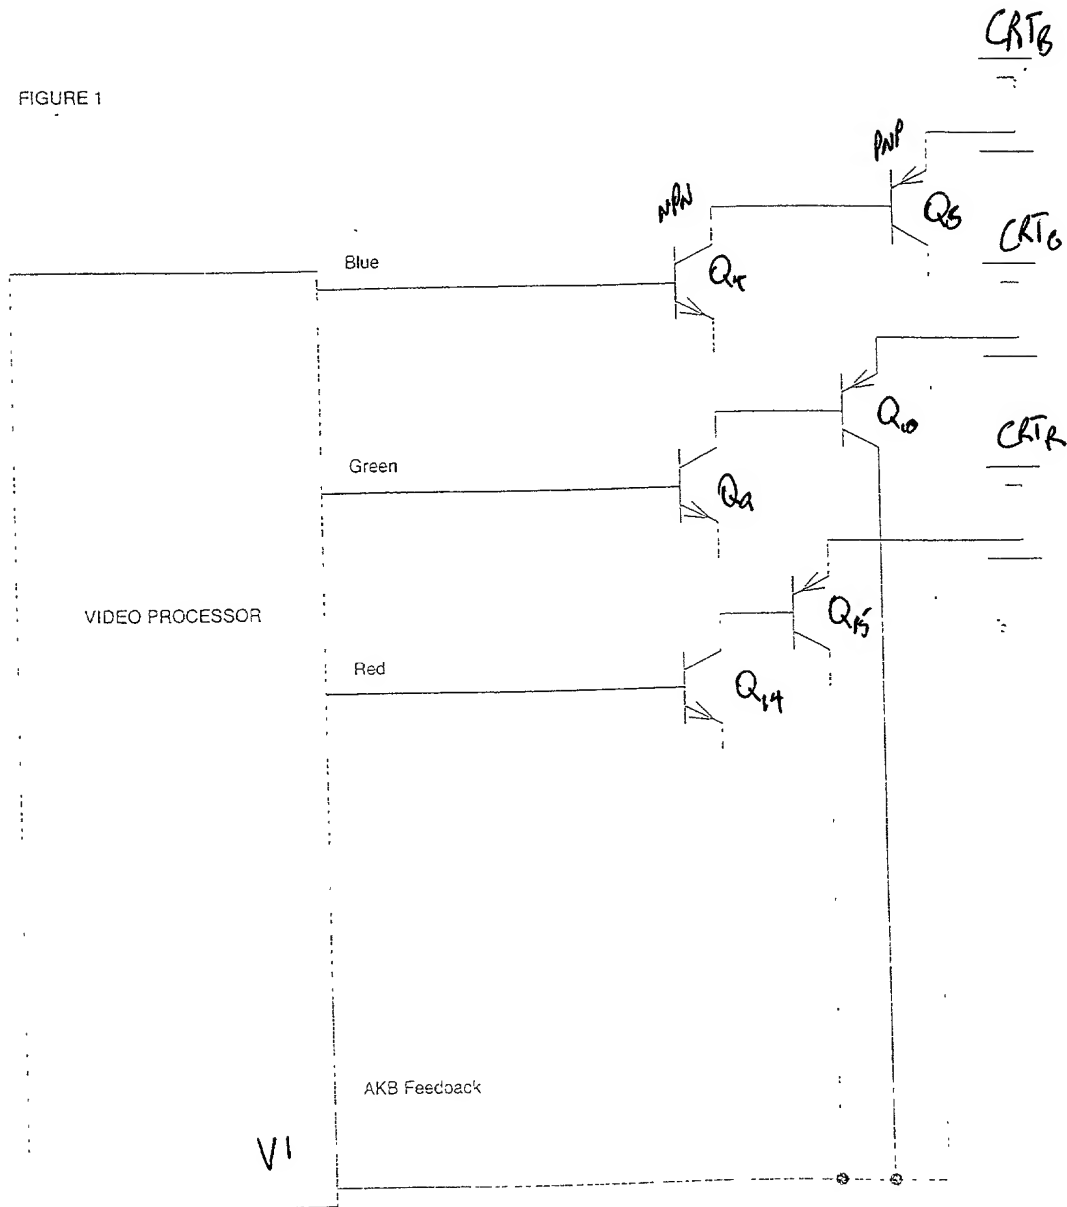 CRTB
FIGURE 1
PNP
NPN
Q5
CRTG
Blue
Q4
Q10
Green
CRTR
Q9
VIDEO PROCESSOR
Q15
Red
Q14
AKB Feedback
V1